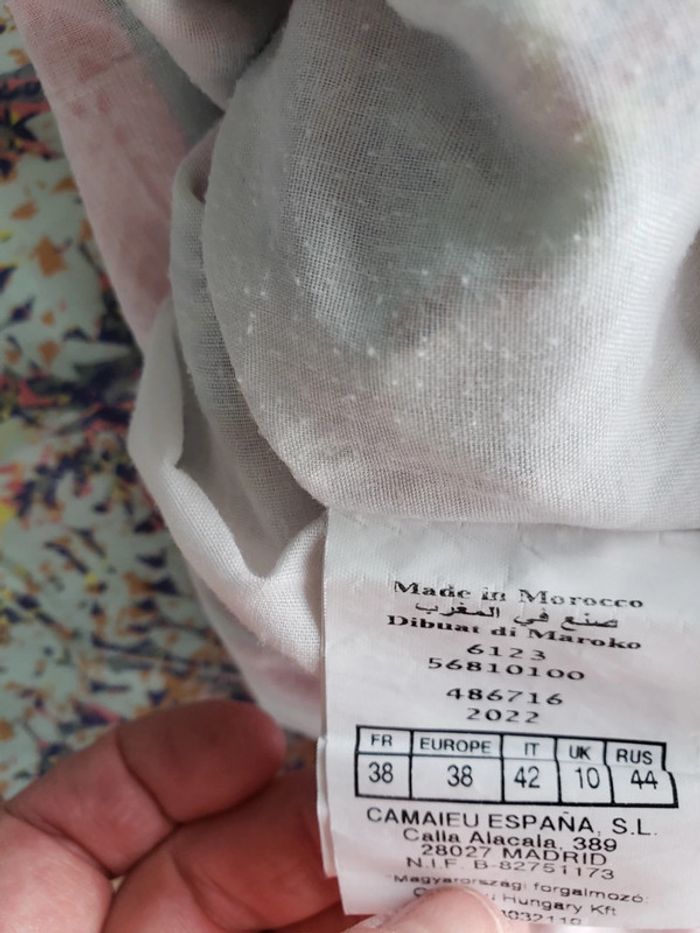 Made in Morocco
صنع في المغرب
Dibuat di Maroko
6123
56810100
486716
2022
FR EUROPE IT UK RUS
38 38 42 10 44
CAMAIEU ESPAÑA, S.L.
Calla Alacala, 389
28027 MADRID
N.I.F. B-82751173
Magyarországi forgalmozó:
Hungary Kft